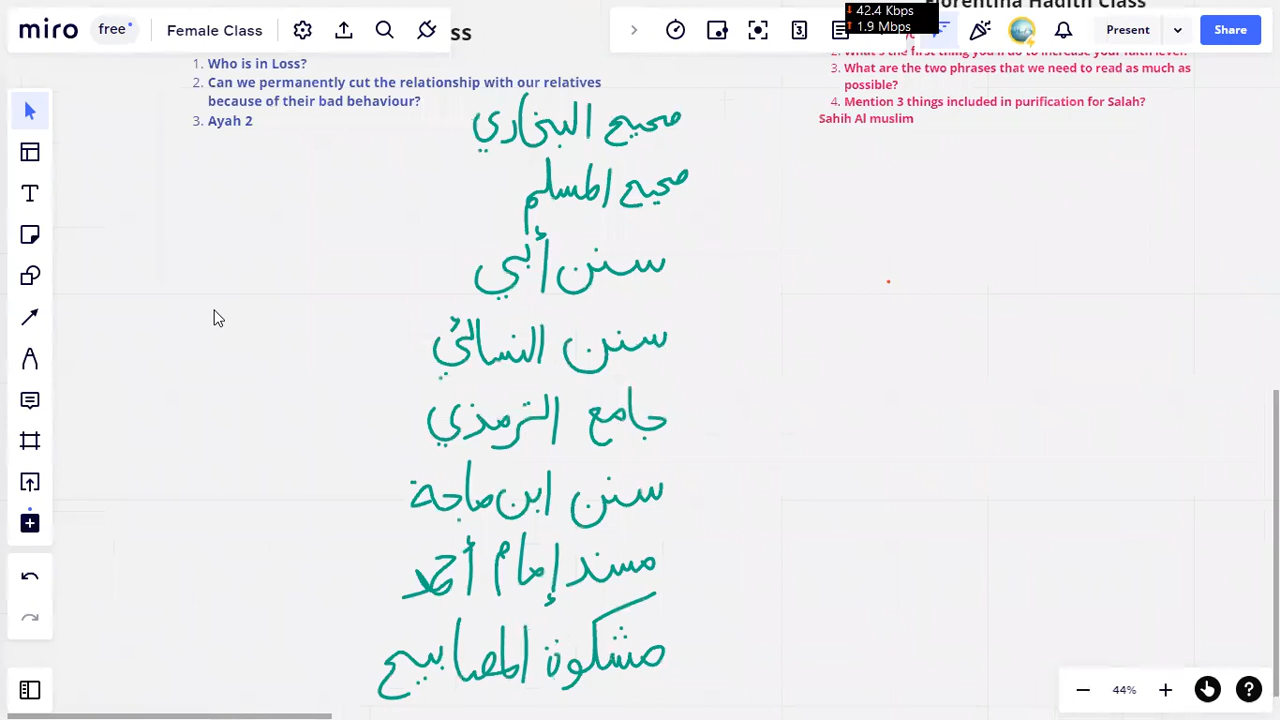 miro
free
Female Class
42.4 Kbps
1.9 Mbps
Hadith Class
Present
Share
1. Who is in Loss?
2. Can we permanently cut the relationship with our relatives
because of their bad behaviour?
3. Ayah 2
3. What are the two phrases that we need to read as much as
possible?
4. Mention 3 things included in purification for Salah?
Sahih Al muslim
صحيح البخاري
صحيح المسلم
سنن أبي
سنن النسائي
جامع الترمذي
سنن ابن ماجة
مسند إمام أحمد
مشكوة المصابيح
44%